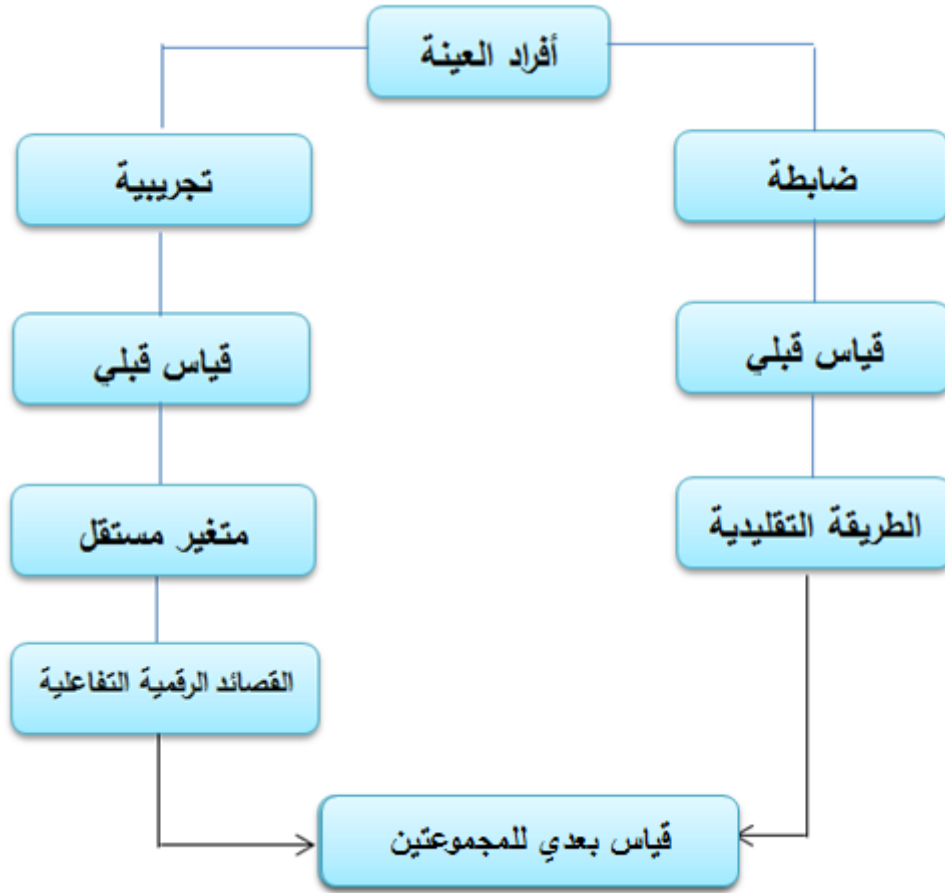 أفراد العينة
ضابطة
تجريبية
قياس قبلي
قياس قبلي
الطريقة التقليدية
متغير مستقل
القصائد الرقمية التفاعلية
قياس بعدي للمجموعتين